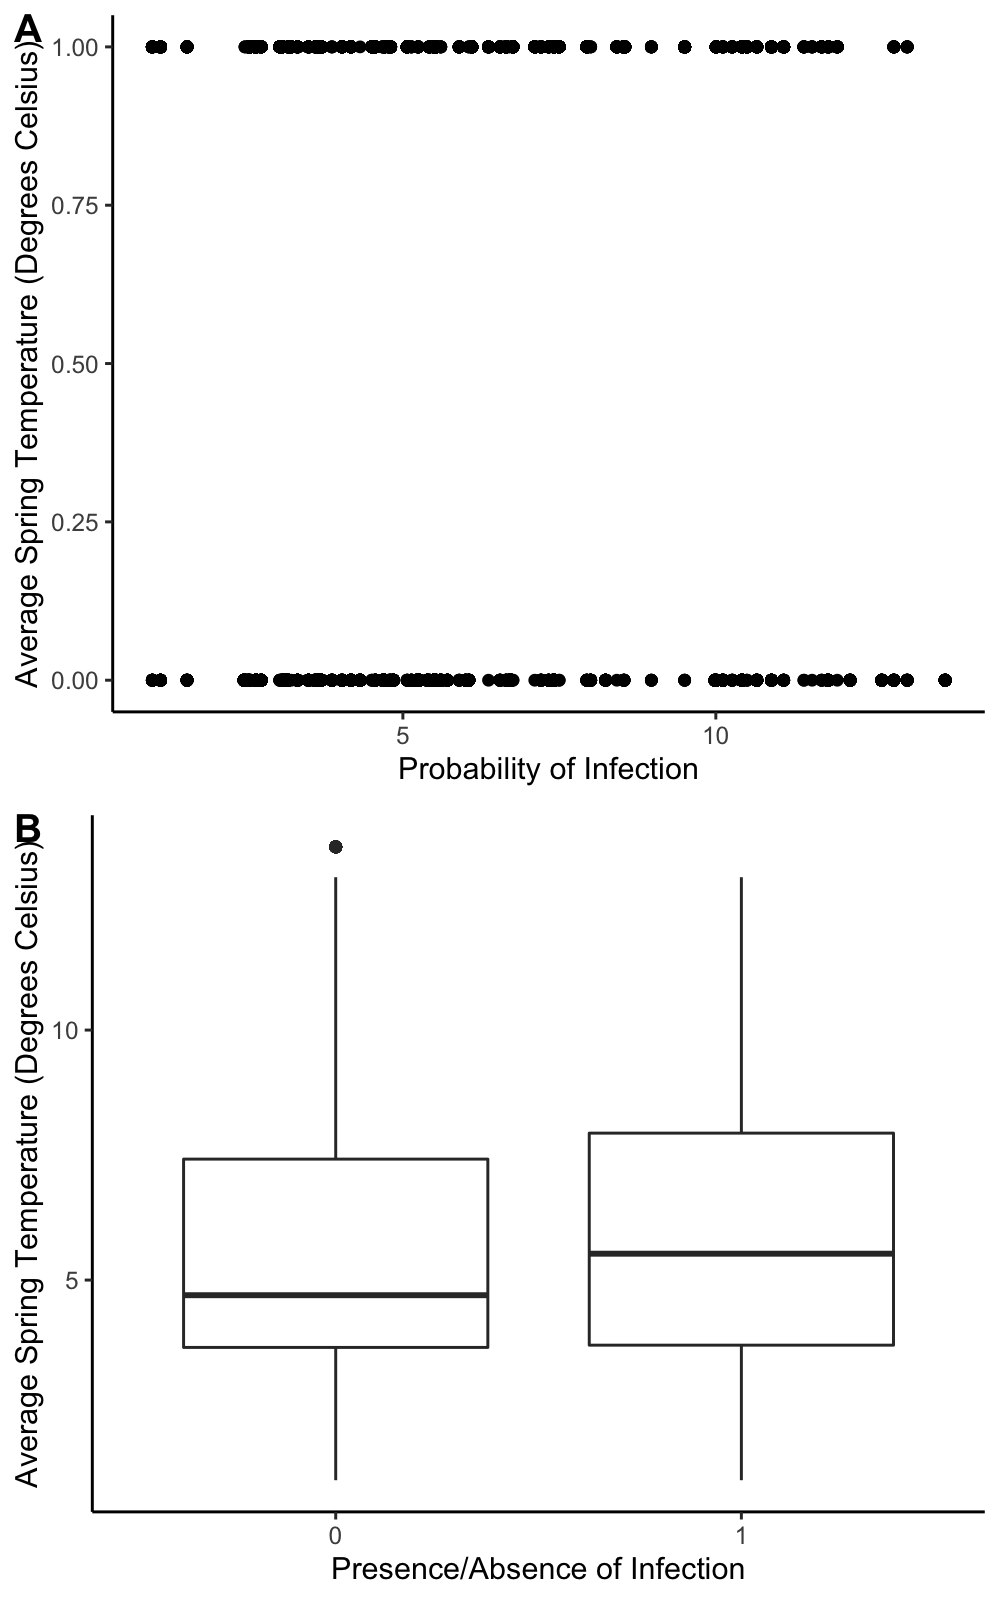 A
Average Spring Temperature (Degrees Celsius)
1.00
0.75
0.50
0.25
0.00
5 10
Probability of Infection
B
Average Spring Temperature (Degrees Celsius)
10
5
0 1
Presence/Absence of Infection